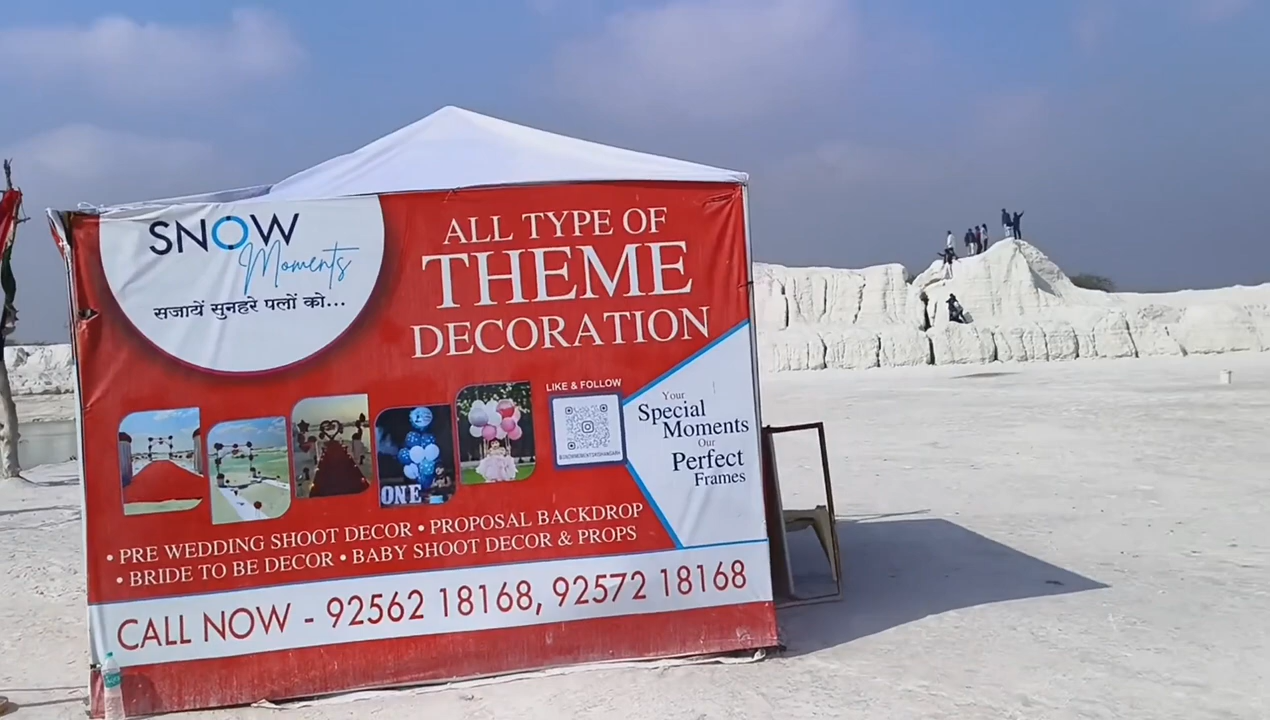 SNOW
Moments
सजायें सुनहरे पलों को...
ALL TYPE OF
THEME
DECORATION
LIKE & FOLLOW
Your
Special
Moments
Our
Perfect
Frames
ONE
• PRE WEDDING SHOOT DECOR • PROPOSAL BACKDROP
• BRIDE TO BE DECOR • BABY SHOOT DECOR & PROPS
CALL NOW - 92562 18168, 92572 18168